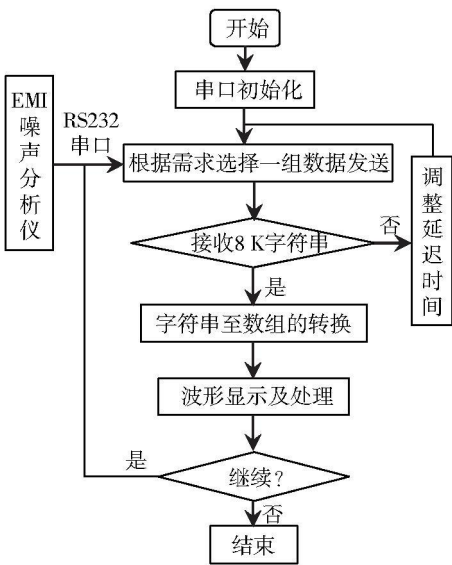 开始
串口初始化
EMI
噪
声
分
析
仪
RS232
串口
根据需求选择一组数据发送
调
整
延
迟
时
间
接收8 K字符串
否
是
字符串至数组的转换
波形显示及处理
是
继续?
否
结束